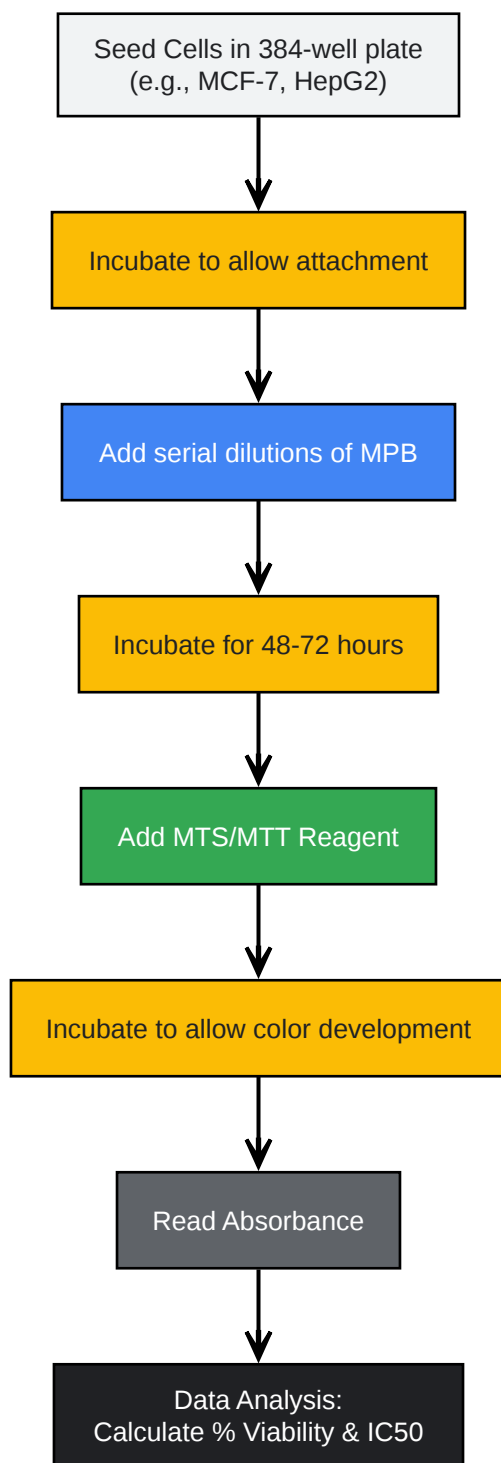 Seed Cells in 384-well plate
(e.g., MCF-7, HepG2)
Incubate to allow attachment
Add serial dilutions of MPB
Incubate for 48-72 hours
Add MTS/MTT Reagent
Incubate to allow color development
Read Absorbance
Data Analysis:
Calculate % Viability & IC50